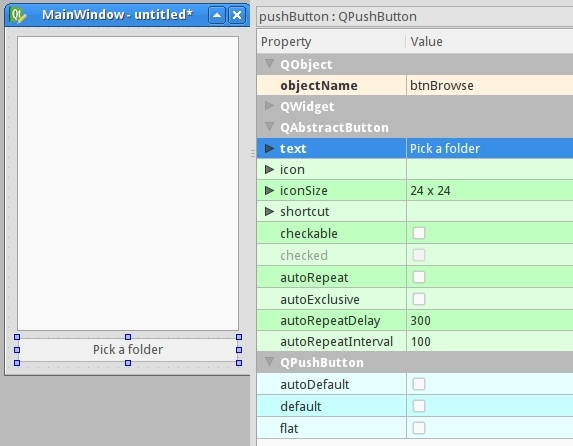 MainWindow - untitled*
Pick a folder
pushButton : QPushButton
Property Value
QObject
objectName btnBrowse
QWidget
QAbstractButton
text Pick a folder
icon
iconSize 24 x 24
shortcut
checkable
checked
autoRepeat
autoExclusive
autoRepeatDelay 300
autoRepeatInterval 100
QPushButton
autoDefault
default
flat